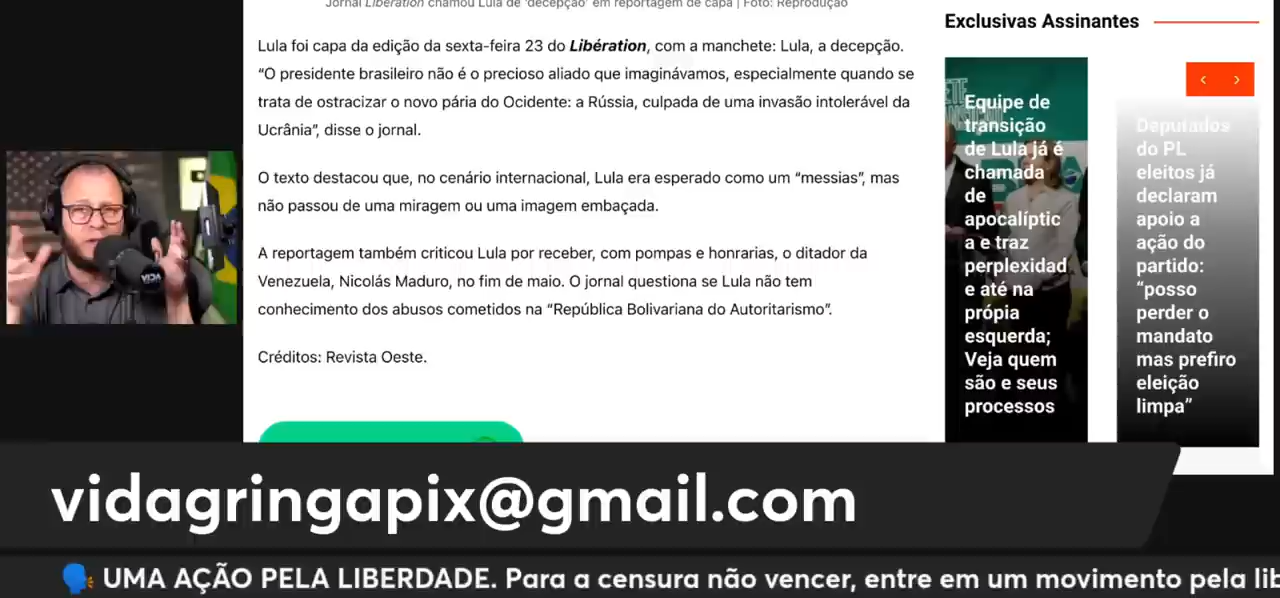 Jornal Libération chamou Lula de 'decepção' em reportagem de capa | Foto: Reprodução
Lula foi capa da edição da sexta-feira 23 do Libération, com a manchete: Lula, a decepção.
“O presidente brasileiro não é o precioso aliado que imaginávamos, especialmente quando se
trata de ostracizar o novo pária do Ocidente: a Rússia, culpada de uma invasão intolerável da
Ucrânia”, disse o jornal.
O texto destacou que, no cenário internacional, Lula era esperado como um “messias”, mas
não passou de uma miragem ou uma imagem embaçada.
A reportagem também criticou Lula por receber, com pompas e honrarias, o ditador da
Venezuela, Nicolás Maduro, no fim de maio. O jornal questiona se Lula não tem
conhecimento dos abusos cometidos na “República Bolivariana do Autoritarismo”.
Créditos: Revista Oeste.
Exclusivas Assinantes
Equipe de
transição
de Lula já é
chamada
de
apocalíptic
a e traz
perplexidad
e até na
própia
esquerda;
Veja quem
são e seus
processos
Deputados
do PL
eleitos já
declaram
apoio a
ação do
partido:
“posso
perder o
mandato
mas prefiro
eleição
limpa”
VIDA
vidagringapix@gmail.com
UMA AÇÃO PELA LIBERDADE. Para a censura não vencer, entre em um movimento pela lib